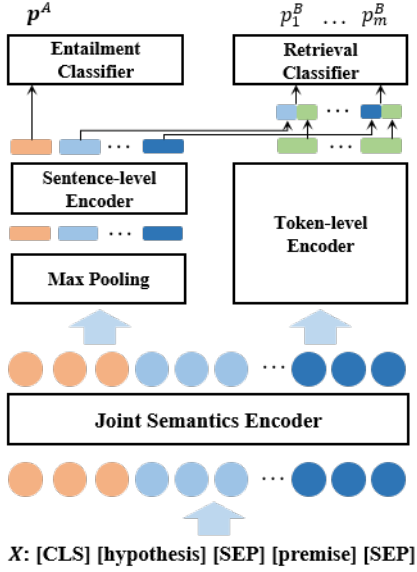 p^A
p_1^B ... p_m^B
Entailment Classifier
Retrieval Classifier
...
...
...
Sentence-level Encoder
Token-level Encoder
...
Max Pooling
...
Joint Semantics Encoder
...
X: [CLS] [hypothesis] [SEP] [premise] [SEP]